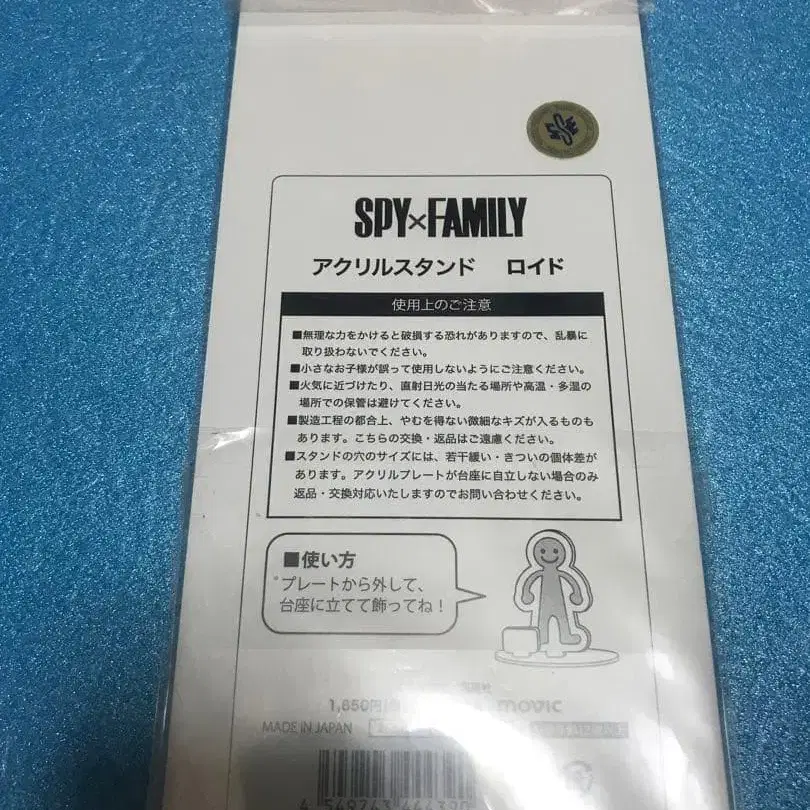 SPY×FAMILY
アクリルスタンド ロイド
使用上のご注意
■無理な力をかけると破損する恐れがありますので、乱暴に
取り扱わないでください。
■小さなお子様が誤って使用しないようにご注意ください。
■火気に近づけたり、直射日光の当たる場所や高温・多湿の
場所での保管は避けてください。
■製造工程の都合上、やむを得ない微細なキズが入るものも
あります。こちらの交換・返品はご遠慮ください。
■スタンドの穴のサイズには、若干緩い・きついの個体差が
あります。アクリルプレートが台座に自立しない場合のみ
返品・交換対応いたしますのでお問い合わせください。
■使い方
プレートから外して、
台座に立てて飾ってね！
1,650円 movic
MADE IN JAPAN
4 549743 444390